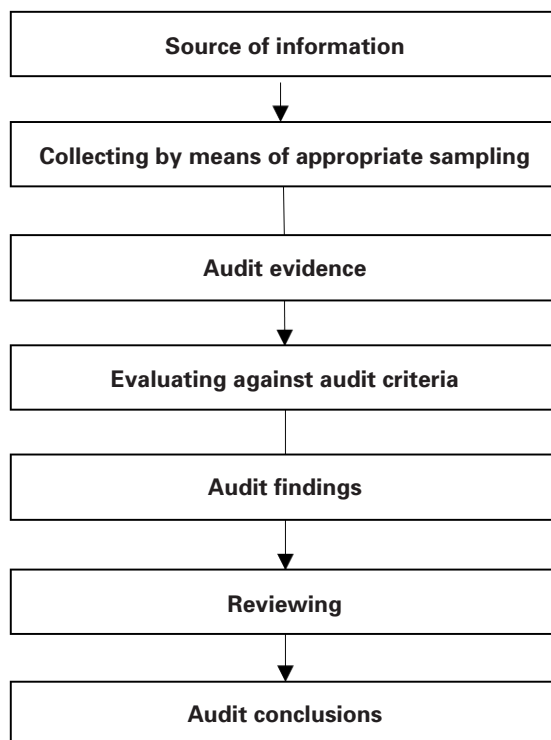 Source of information
Collecting by means of appropriate sampling
Audit evidence
Evaluating against audit criteria
Audit findings
Reviewing
Audit conclusions